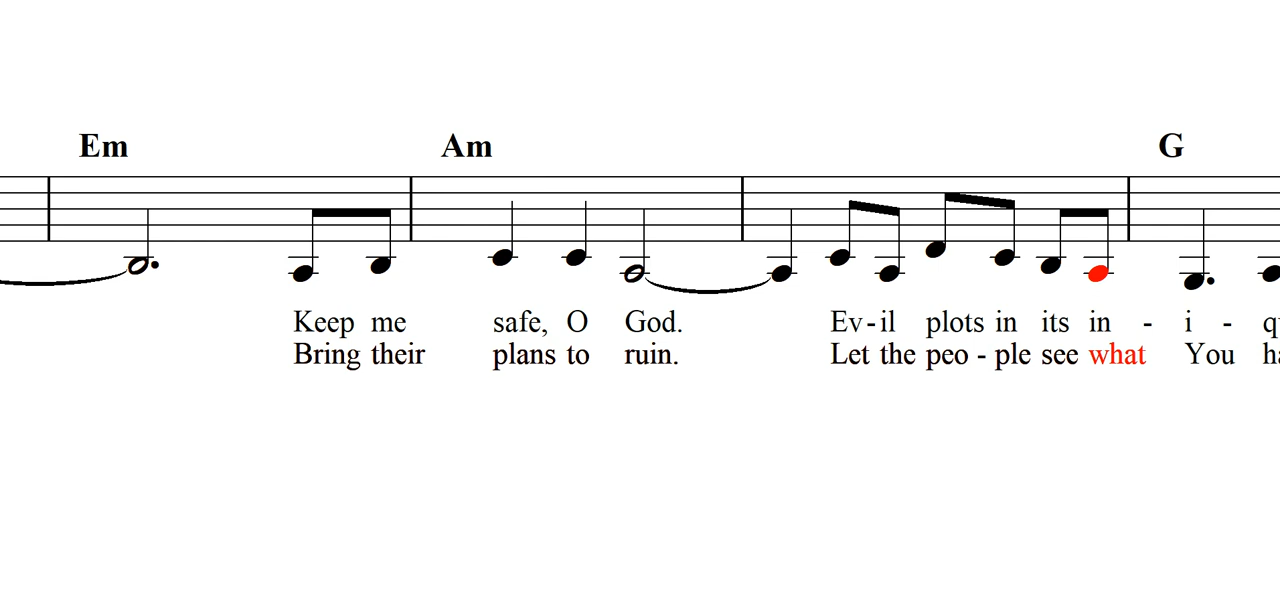 Em Am G
Keep me safe, O God. Ev-il plots in its in - i -
Bring their plans to ruin. Let the peo - ple see what You